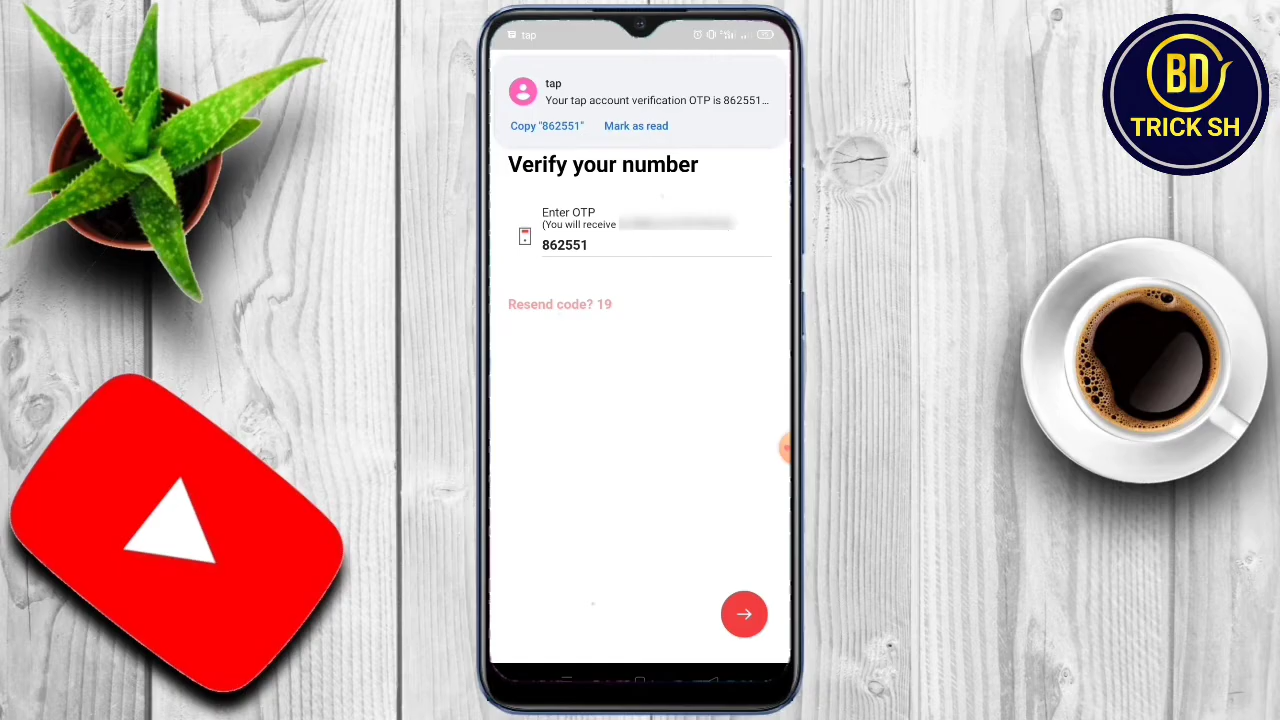 tap
tap
Your tap account verification OTP is 862551...
Copy "862551"
Mark as read
Verify your number
Enter OTP
(You will receive
862551
Resend code? 19
BD
TRICK SH